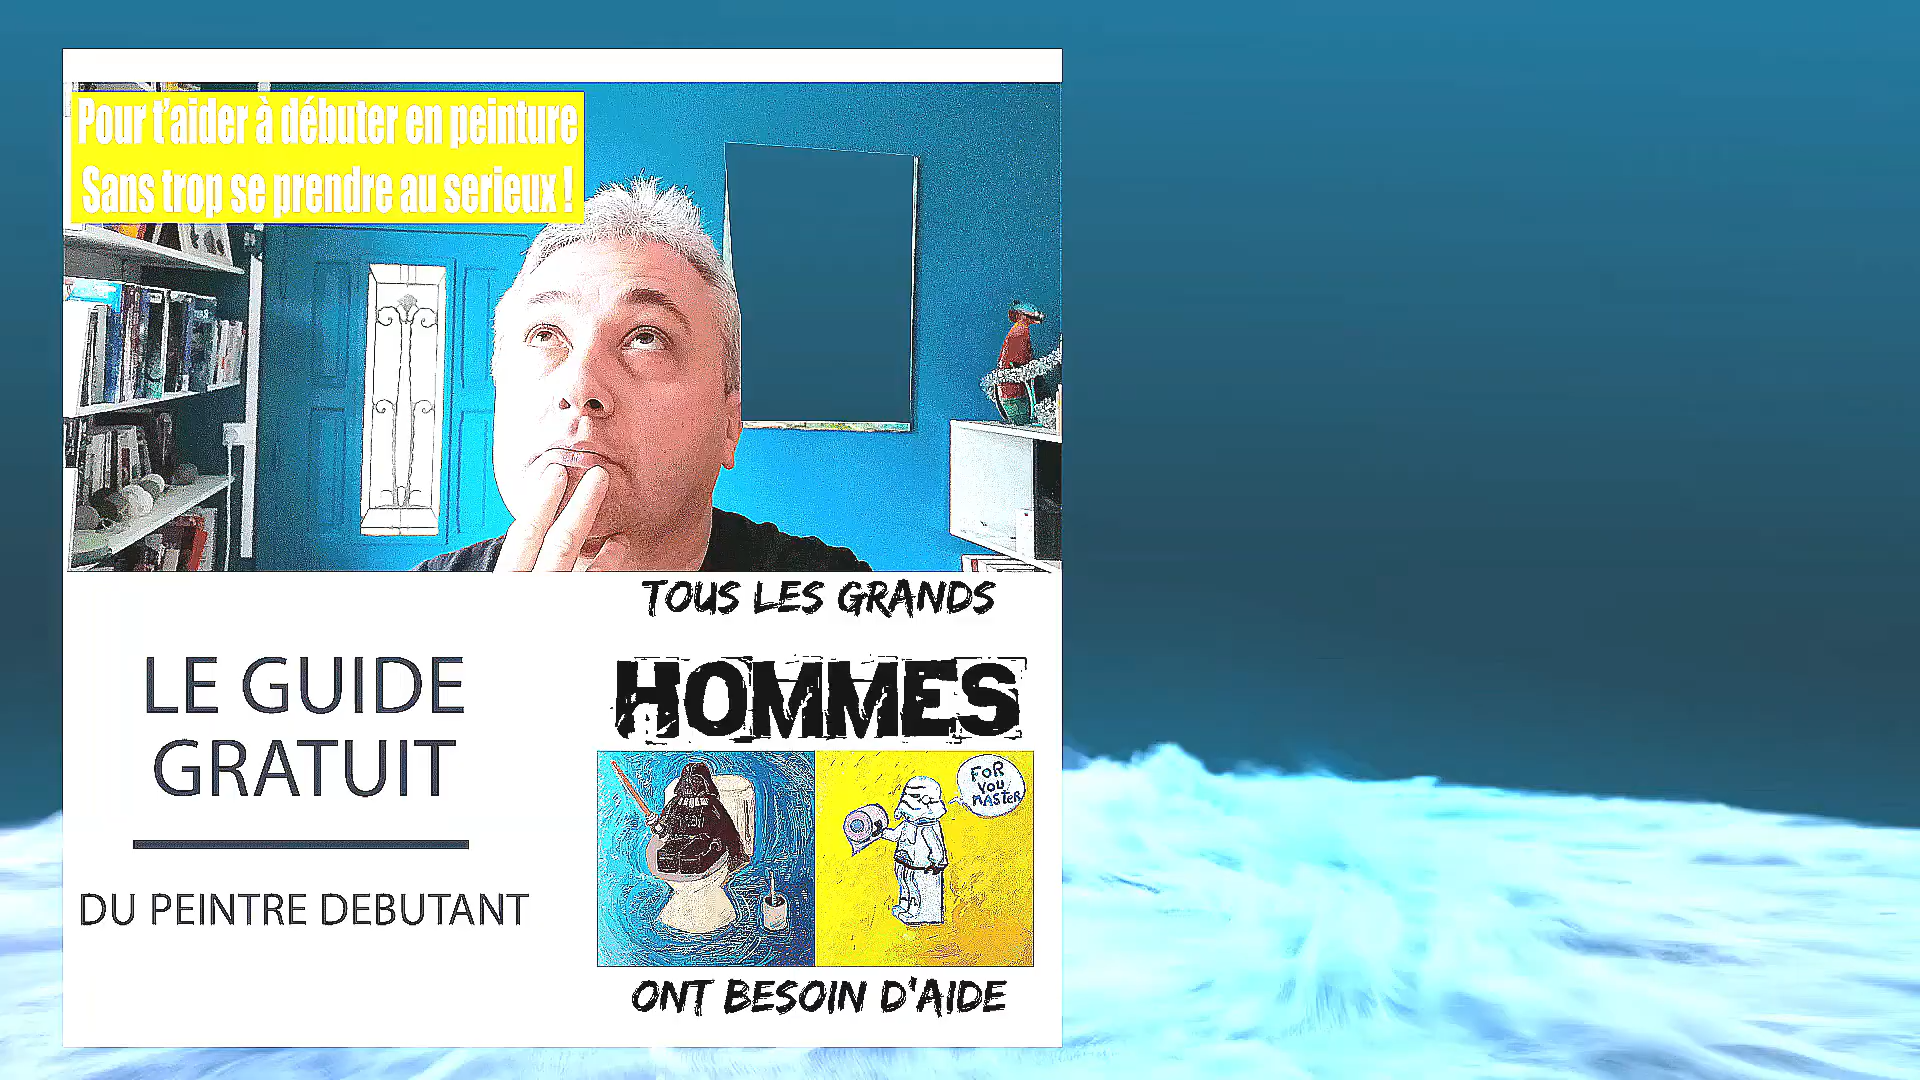 Pour t'aider à débuter en peinture
Sans trop se prendre au serieux !
TOUS LES GRANDS
HOMMES
FOR
YOU
MASTER
ONT BESOIN D'AIDE
LE GUIDE
GRATUIT
DU PEINTRE DEBUTANT